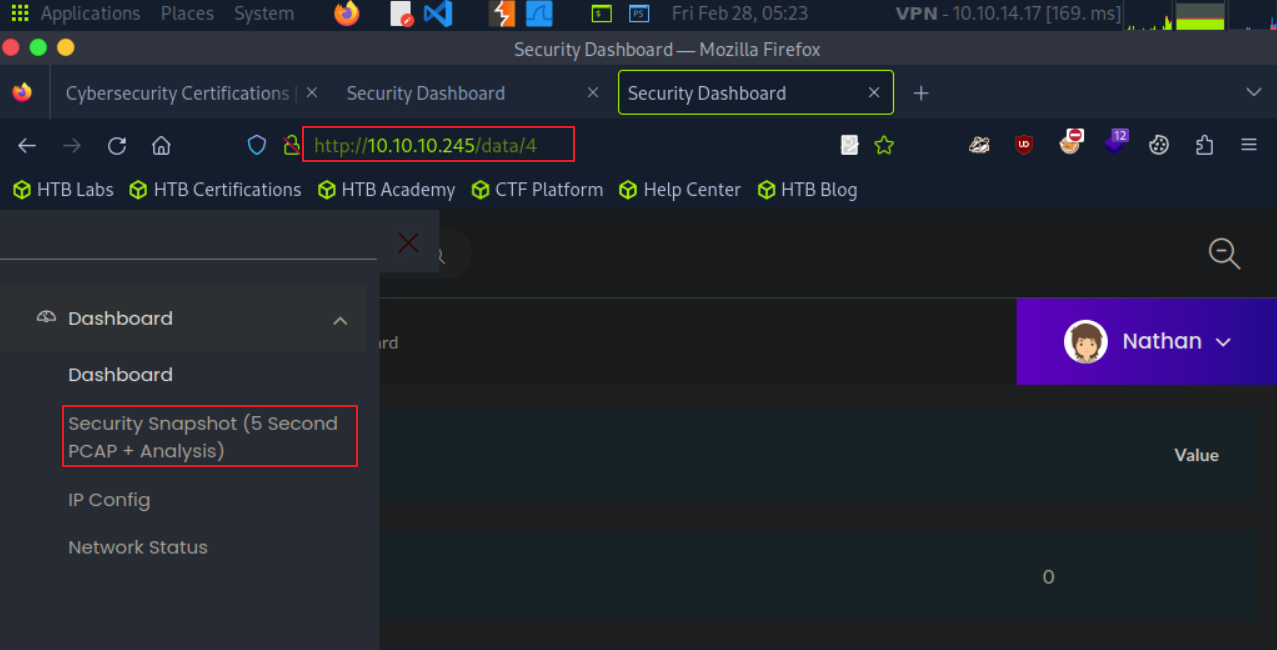 Applications Places System Fri Feb 28, 05:23 VPN - 10.10.14.17 [169. ms]
Security Dashboard — Mozilla Firefox
Cybersecurity Certifications | Security Dashboard Security Dashboard
http://10.10.10.245/data/4 12
HTB Labs HTB Certifications HTB Academy CTF Platform Help Center HTB Blog
Dashboard
Nathan
Dashboard
Security Snapshot (5 Second
PCAP + Analysis)
Value
IP Config
Network Status
0